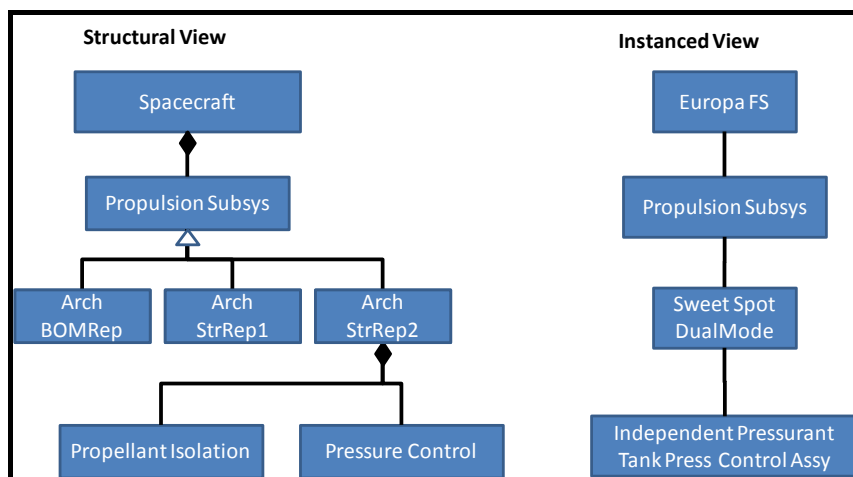 Structural View
Spacecraft
Propulsion Subsys
Arch
BOMRep
Arch
StrRep1
Arch
StrRep2
Propellant Isolation
Pressure Control
Instanced View
Europa FS
Propulsion Subsys
Sweet Spot
DualMode
Independent Pressurant
Tank Press Control Assy